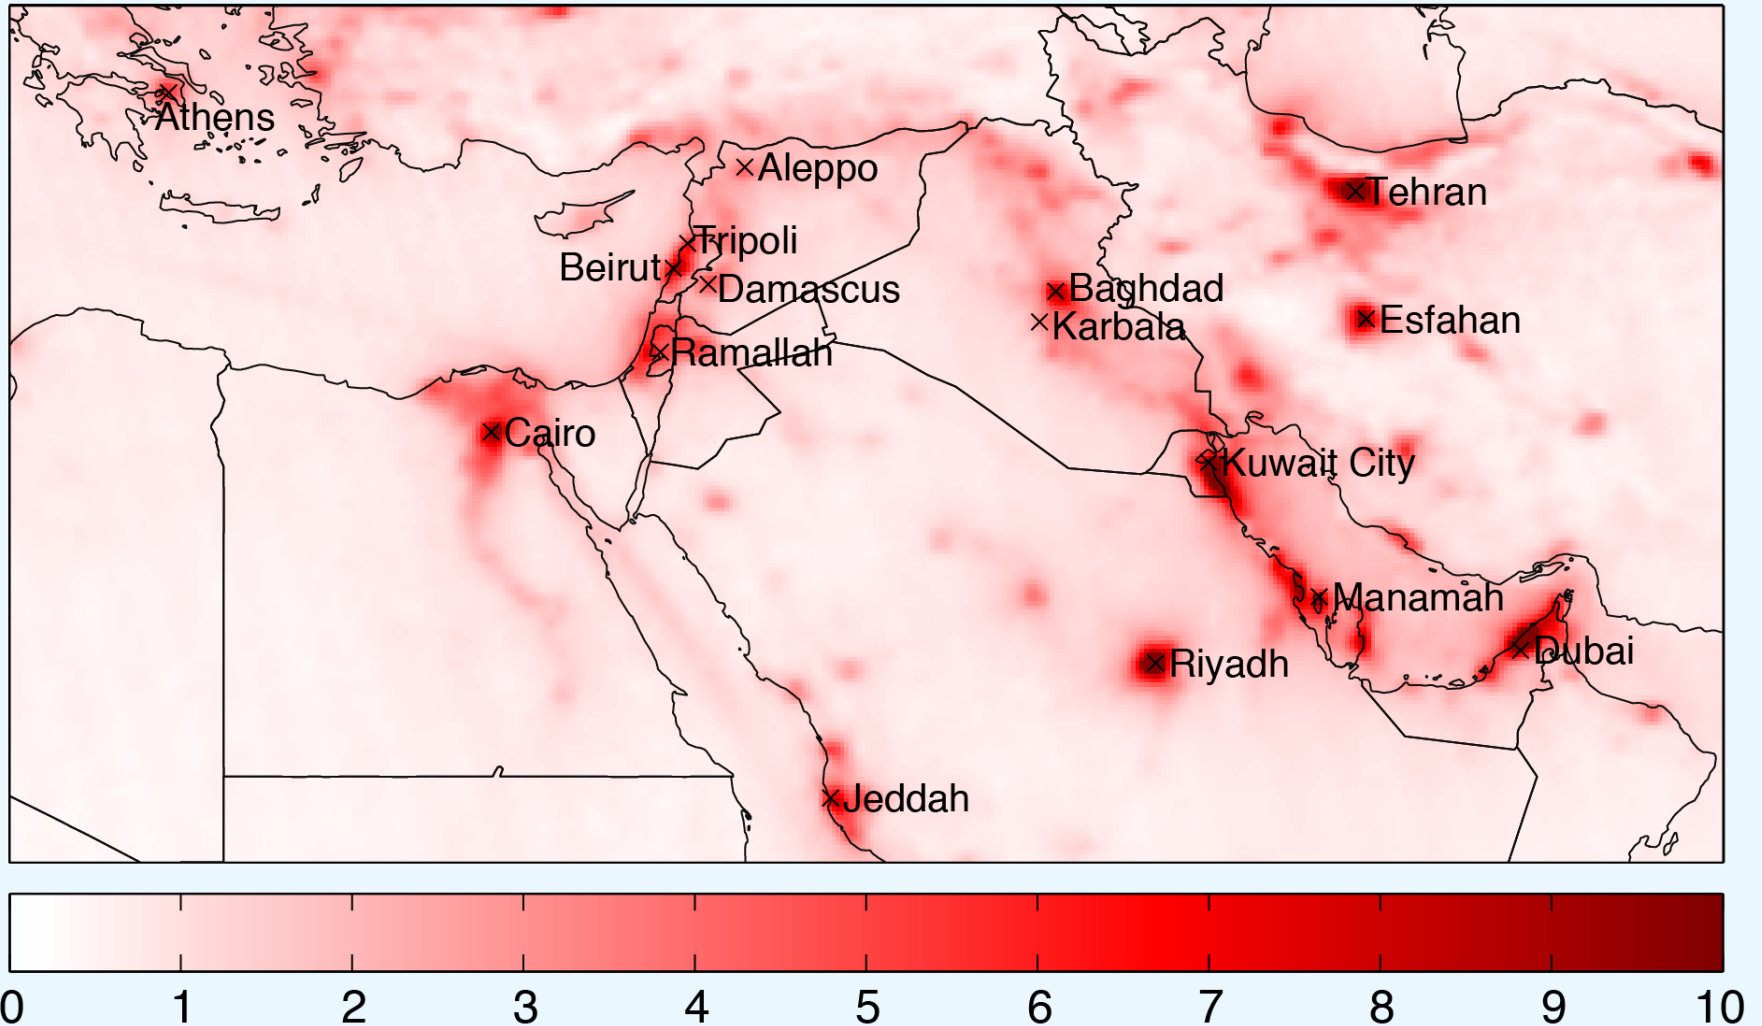 Athens
Aleppo
Tehran
Tripoli
Beirut
Damascus
Baghdad
Karbala
Esfahan
Ramallah
Cairo
Kuwait City
Manamah
Dubai
Riyadh
Jeddah
0 1 2 3 4 5 6 7 8 9 10